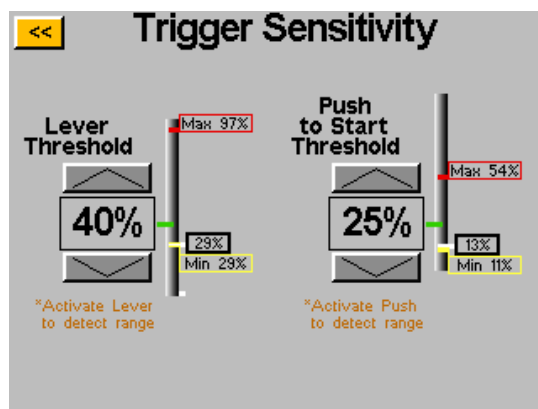 <<
Trigger Sensitivity
Lever
Threshold
40%
Max 97%
29%
Min 29%
*Activate Lever
to detect range
Push
to Start
Threshold
25%
Max 54%
13%
Min 11%
*Activate Push
to detect range